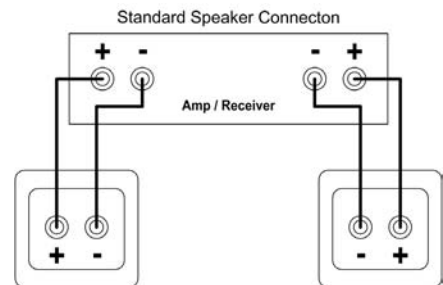 Standard Speaker Connecton
+ - - +
Amp / Receiver
+ - - +